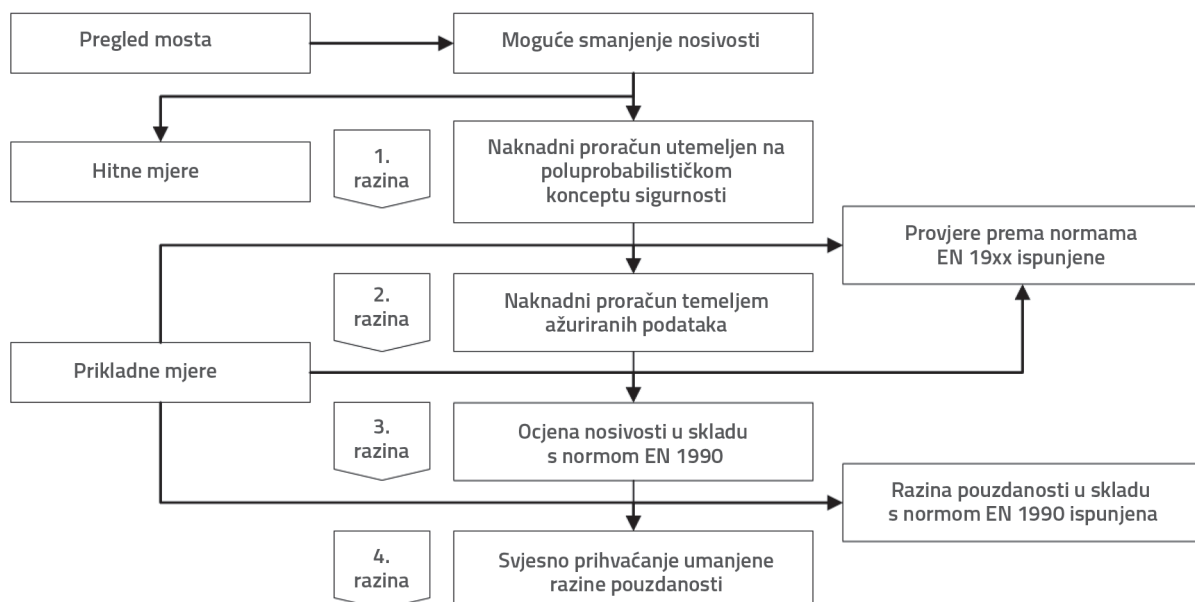 Pregled mosta
Moguće smanjenje nosivosti
Hitne mjere
1.
razina
Naknadni proračun utemeljen na
poluprobabilističkom
konceptu sigurnosti
Provjere prema normama
EN 19xx ispunjene
2.
razina
Naknadni proračun temeljem
ažuriranih podataka
Prikladne mjere
3.
razina
Ocjena nosivosti u skladu
s normom EN 1990
Razina pouzdanosti u skladu
s normom EN 1990 ispunjena
4.
razina
Svjesno prihvaćanje umanjene
razine pouzdanosti